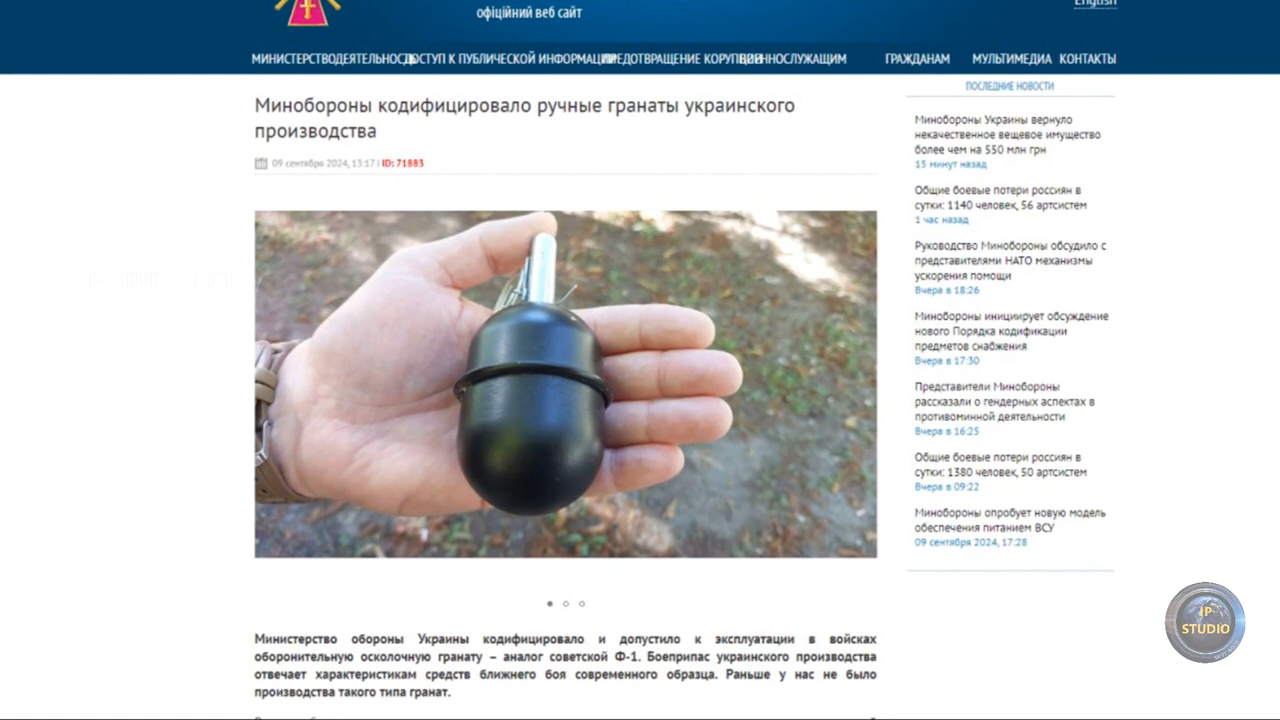 офіційний веб сайт
English
МИНИСТЕРСТВО ДЕЯТЕЛЬНОСТЬ ДОСТУП К ПУБЛИЧЕСКОЙ ИНФОРМАЦИИ ПРЕДОТВРАЩЕНИЕ КОРУПЦИИ ВОЕННОСЛУЖАЩИМ ГРАЖДАНАМ МУЛЬТИМЕДИА КОНТАКТЫ
Минобороны кодифицировало ручные гранаты украинского
производства
09 сентября 2024, 13:17 | ID: 71883
Министерство обороны Украины кодифицировало и допустило к эксплуатации в войсках
оборонительную осколочную гранату – аналог советской Ф-1. Боеприпас украинского производства
отвечает характеристикам средств ближнего боя современного образца. Раньше у нас не было
производства такого типа гранат.
ПОСЛЕДНИЕ НОВОСТИ
Минобороны Украины вернуло
некачественное вещевое имущество
более чем на 550 млн грн
15 минут назад
Общие боевые потери россиян в
сутки: 1140 человек, 56 артсистем
1 час назад
Руководство Минобороны обсудило с
представителями НАТО механизмы
ускорения помощи
Вчера в 18:26
Минобороны инициирует обсуждение
нового Порядка кодификации
предметов снабжения
Вчера в 17:30
Представители Минобороны
рассказали о гендерных аспектах в
противоминной деятельности
Вчера в 16:25
Общие боевые потери россиян в
сутки: 1380 человек, 50 артсистем
Вчера в 09:22
Минобороны опробует новую модель
обеспечения питанием ВСУ
09 сентября 2024, 17:28
IP
STUDIO